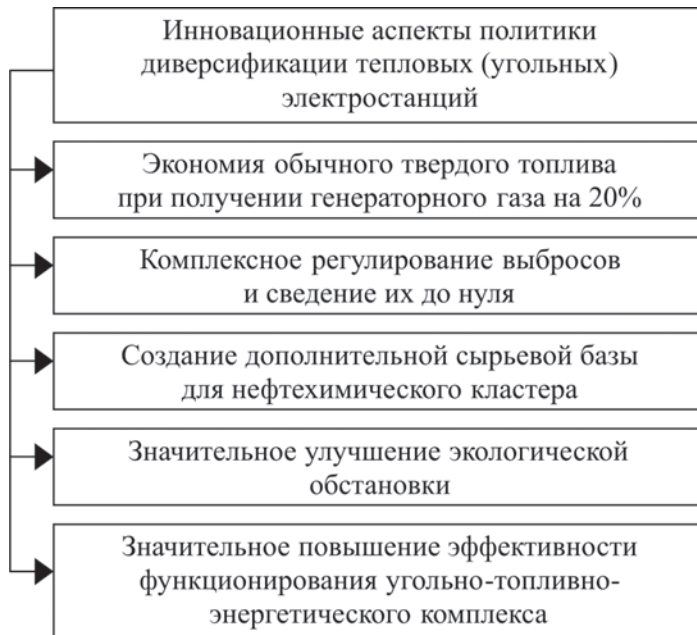 Инновационные аспекты политики
диверсификации тепловых (угольных)
электростанций
Экономия обычного твердого топлива
при получении генераторного газа на 20%
Комплексное регулирование выбросов
и сведение их до нуля
Создание дополнительной сырьевой базы
для нефтехимического кластера
Значительное улучшение экологической
обстановки
Значительное повышение эффективности
функционирования угольно-топливно-
энергетического комплекса